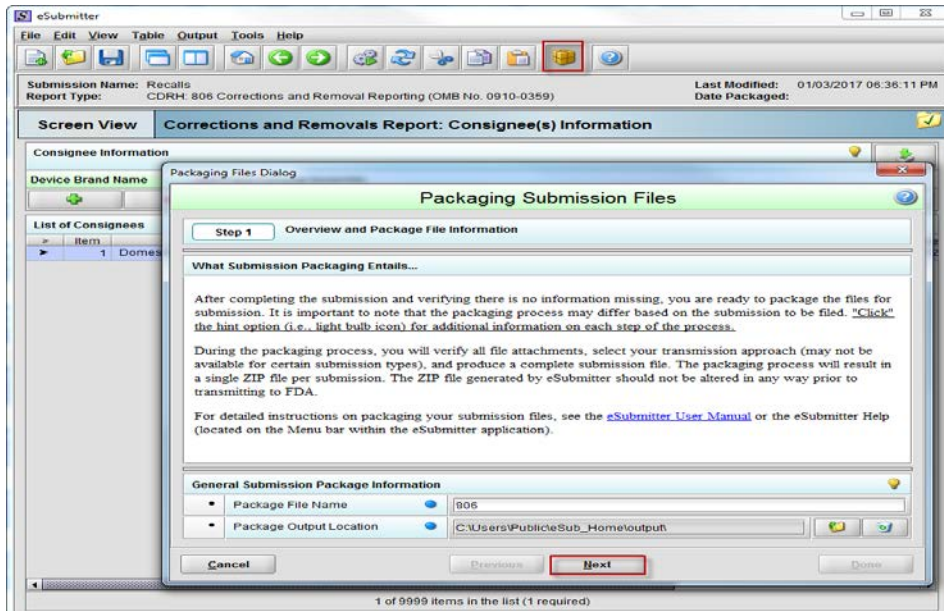 eSubmitter
File Edit View Table Output Tools Help
Submission Name: Recalls
Last Modified: 01/03/2017 06:36:11 PM
Report Type: CDRH: 806 Corrections and Removal Reporting (OMB No. 0910-0359)
Date Packaged:
Screen View
Corrections and Removals Report: Consignee(s) Information
Consignee Information
Device Brand Name
List of Consignees
Item
1 Domes
Packaging Files Dialog
Packaging Submission Files
Step 1
Overview and Package File Information
What Submission Packaging Entails...
After completing the submission and verifying there is no information missing, you are ready to package the files for
submission. It is important to note that the packaging process may differ based on the submission to be filed. "Click"
the hint option (i.e., light bulb icon) for additional information on each step of the process.
During the packaging process, you will verify all file attachments, select your transmission approach (may not be
available for certain submission types), and produce a complete submission file. The packaging process will result in
a single ZIP file per submission. The ZIP file generated by eSubmitter should not be altered in any way prior to
transmitting to FDA.
For detailed instructions on packaging your submission files, see the eSubmitter User Manual or the eSubmitter Help
(located on the Menu bar within the eSubmitter application).
General Submission Package Information
• Package File Name
806
• Package Output Location
C:\Users\Public\eSub_Home\output\
Cancel
Previous
Next
Done
1 of 9999 items in the list (1 required)